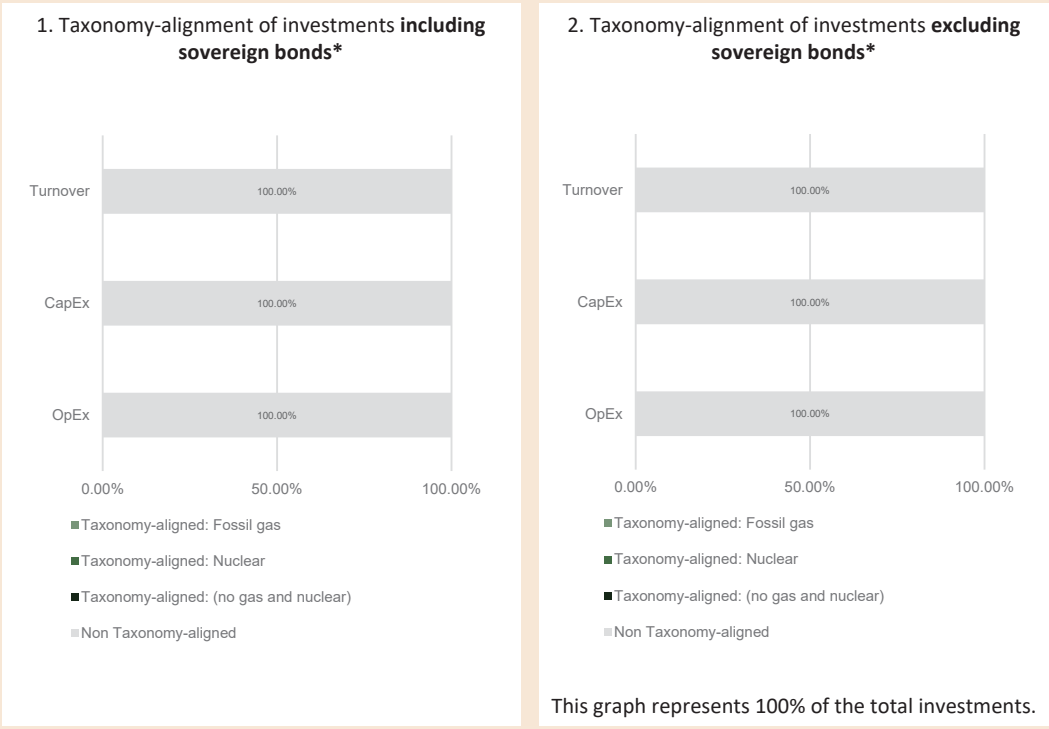 1. Taxonomy-alignment of investments including
sovereign bonds*
Turnover
100.00%
CapEx
100.00%
OpEx
100.00%
0.00% 50.00% 100.00%
Taxonomy-aligned: Fossil gas
Taxonomy-aligned: Nuclear
Taxonomy-aligned: (no gas and nuclear)
Non Taxonomy-aligned
2. Taxonomy-alignment of investments excluding
sovereign bonds*
Turnover
100.00%
CapEx
100.00%
OpEx
100.00%
0.00% 50.00% 100.00%
Taxonomy-aligned: Fossil gas
Taxonomy-aligned: Nuclear
Taxonomy-aligned: (no gas and nuclear)
Non Taxonomy-aligned
This graph represents 100% of the total investments.